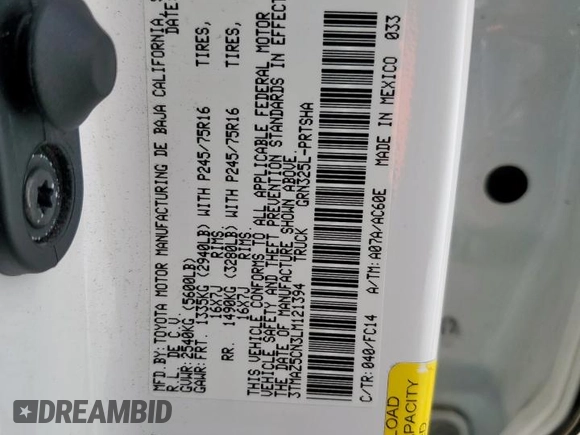 MFD.BY: TOYOTA MOTOR MANUFACTURING DE BAJA CALIFORNIA,
R.L. DE C.V. DATE
GVWR: 2540KG (5600LB)
GAWR: FRT. 1335KG (2940LB) WITH P245/75R16 TIRES,
16X7J RIMS,
RR. 1490KG (3280LB) WITH P245/75R16 TIRES,
16X7J RIMS,
THIS VEHICLE CONFORMS TO ALL APPLICABLE FEDERAL MOTOR
VEHICLE SAFETY AND THEFT PREVENTION STANDARDS IN EFFECT
THE DATE OF MANUFACTURE SHOWN ABOVE.
3TMAZ5CN3LM121394 TRUCK GRN325L-PRTSHA
C/TR: 040/FC14 A/TM: A07A/AC60E MADE IN MEXICO 033
LOAD
CAPACITY
DREAMBID